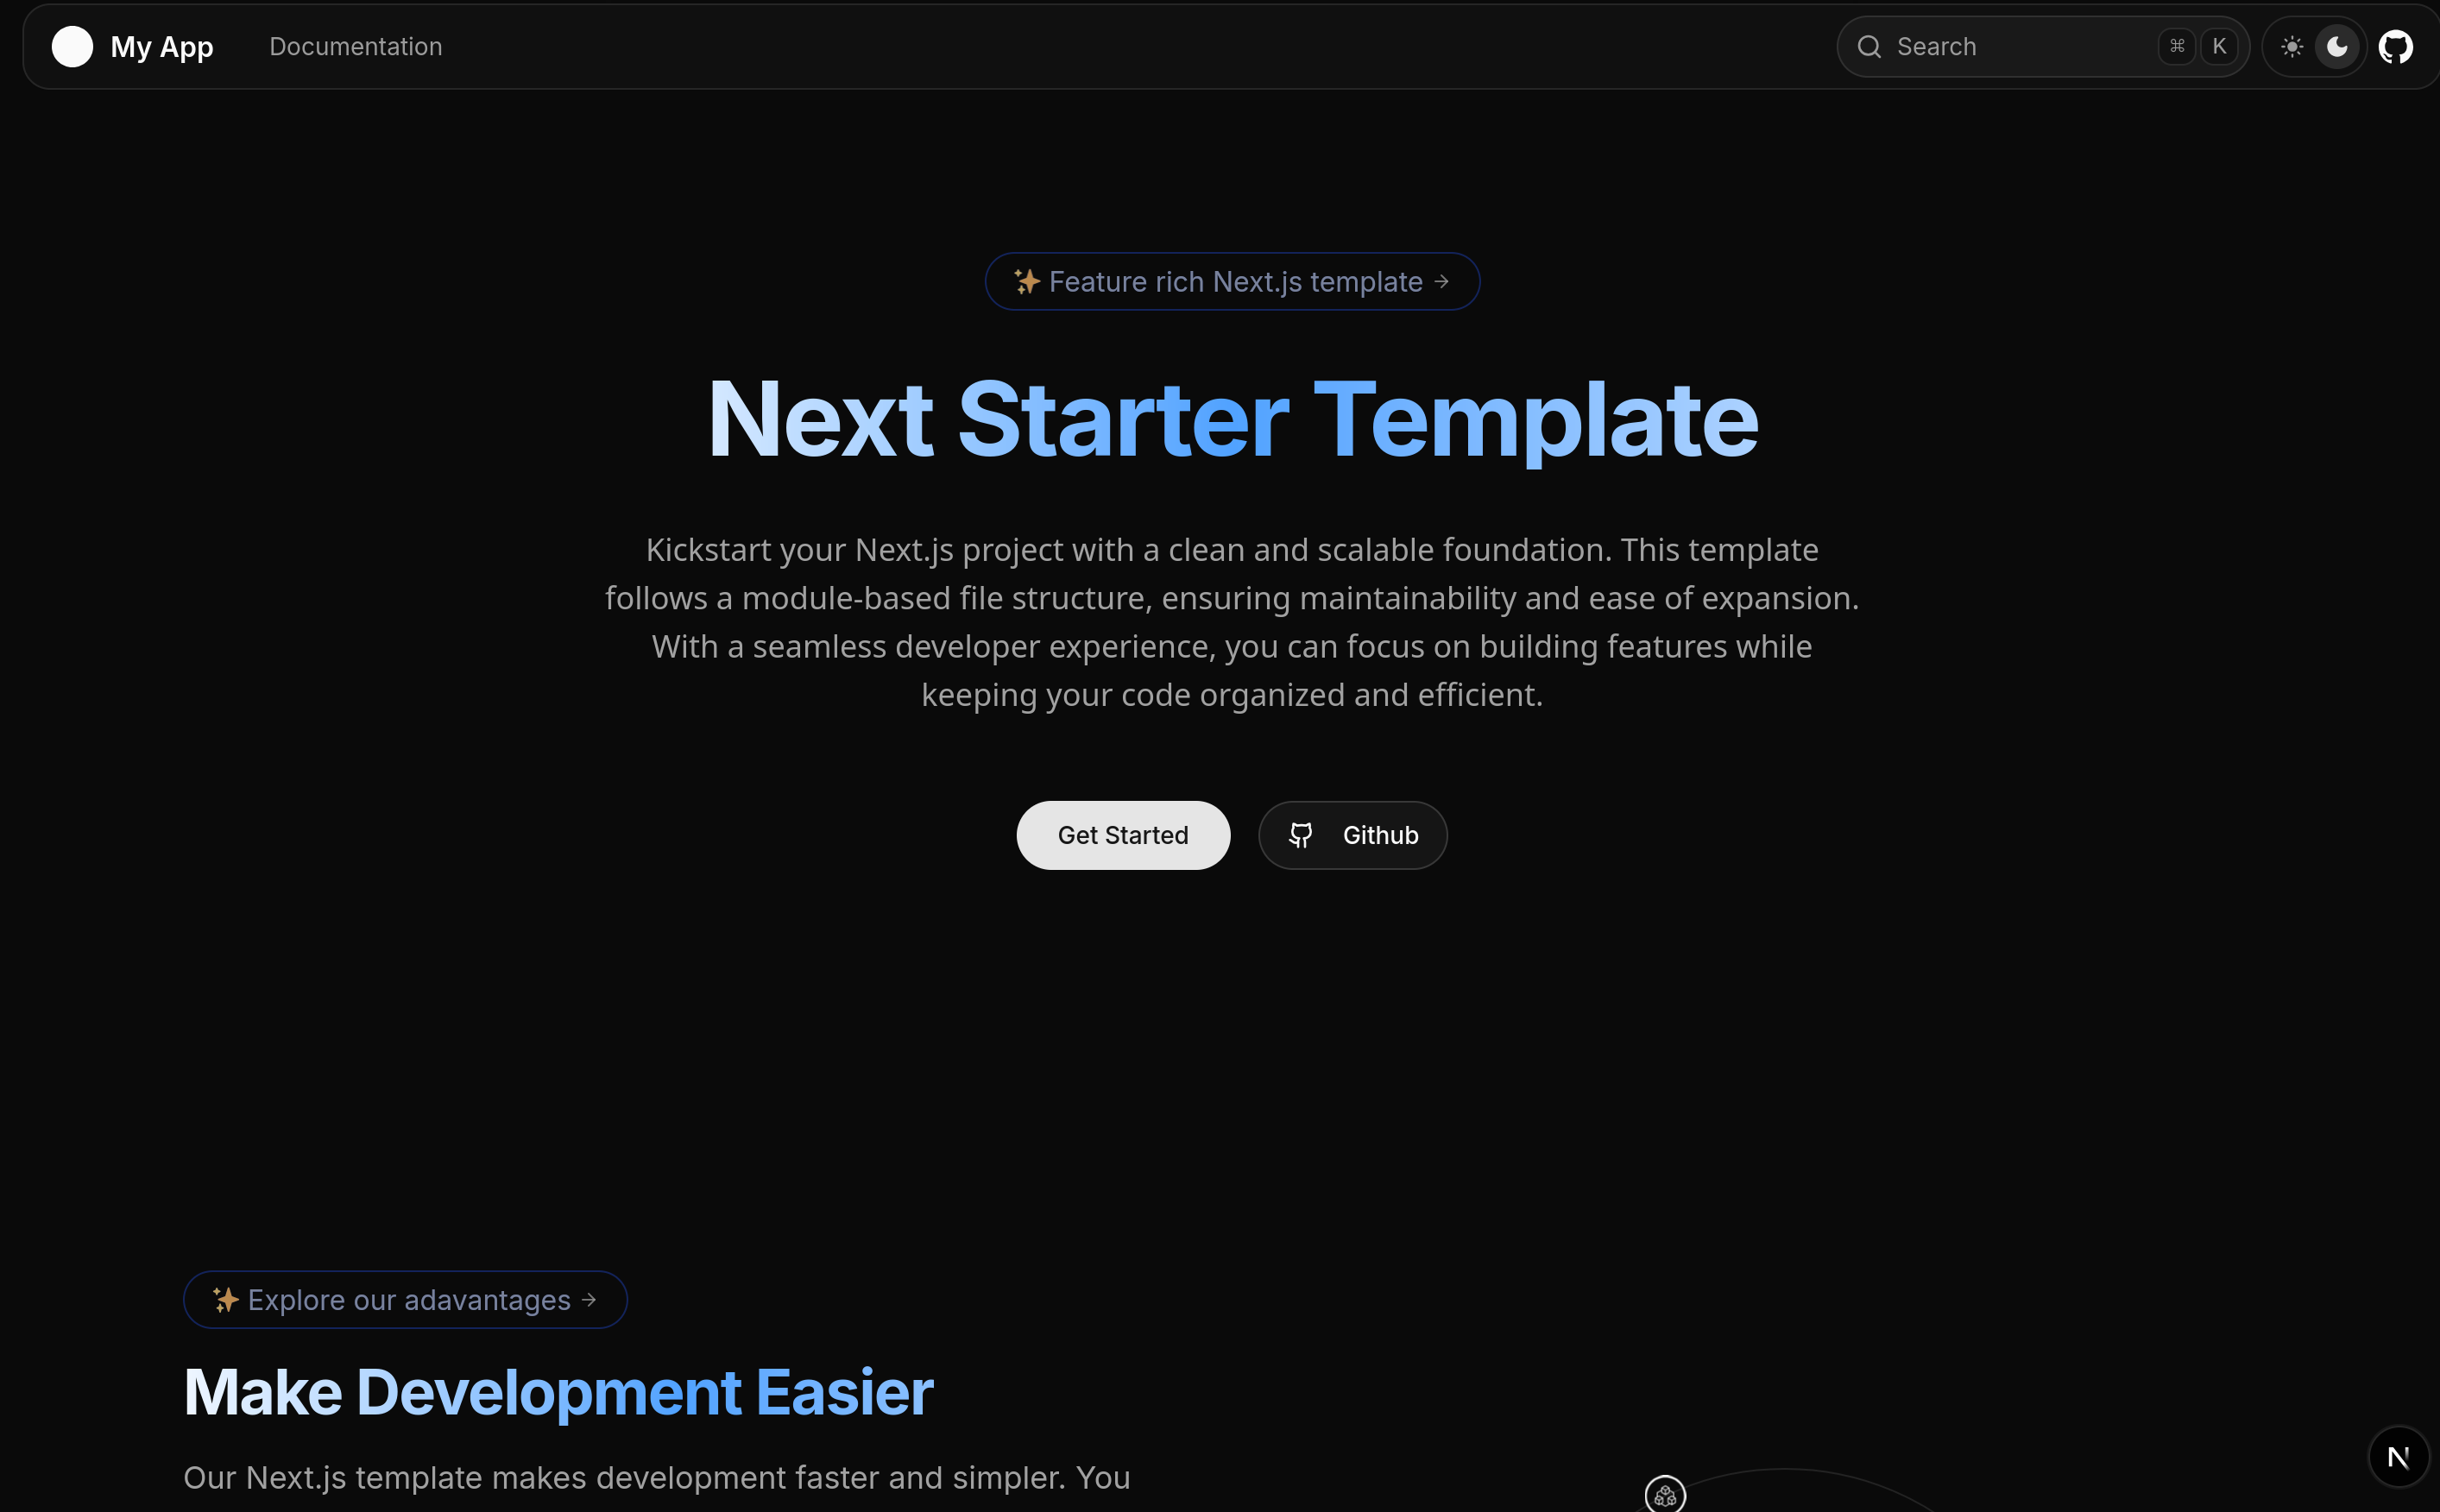 My App
Documentation
Search
⌘ K
✨ Feature rich Next.js template →
Next Starter Template
Kickstart your Next.js project with a clean and scalable foundation. This template
follows a module-based file structure, ensuring maintainability and ease of expansion.
With a seamless developer experience, you can focus on building features while
keeping your code organized and efficient.
Get Started
Github
✨ Explore our adavantages →
Make Development Easier
Our Next.js template makes development faster and simpler. You
N